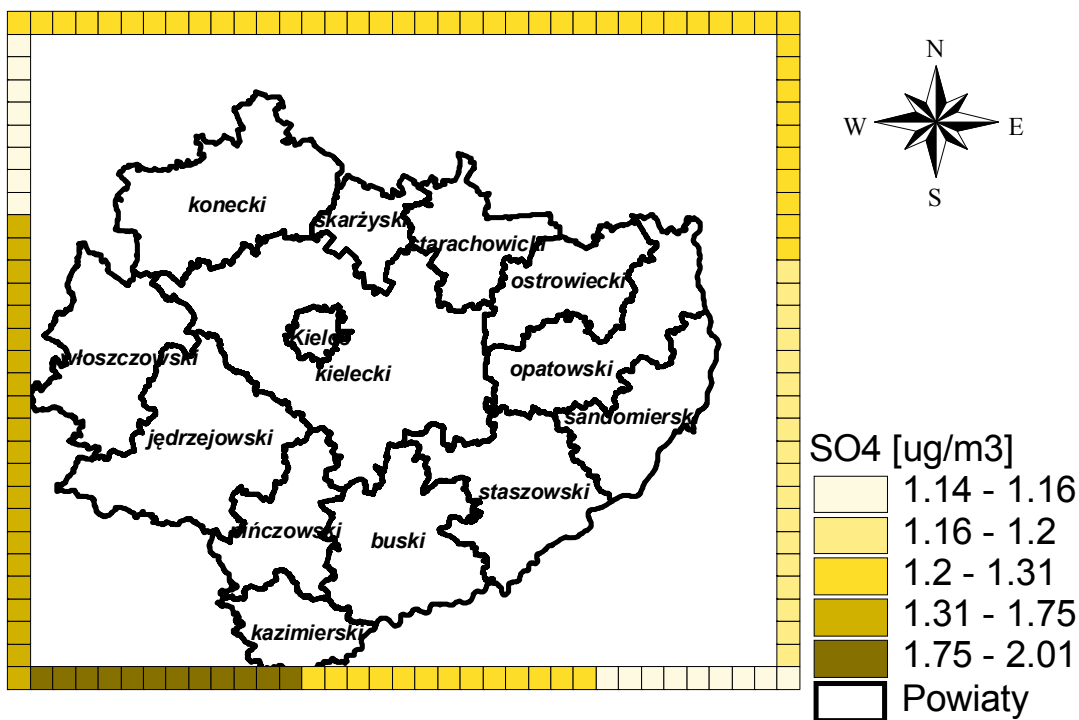 N
W E
S
konecki
skarżyski
starachowicki
ostrowiecki
Kielce
włoszczowski
kielecki
opatowski
sandomierski
jędrzejowski
staszowski
pińczowski
buski
kazimierski
SO4 [ug/m3]
1.14 - 1.16
1.16 - 1.2
1.2 - 1.31
1.31 - 1.75
1.75 - 2.01
Powiaty